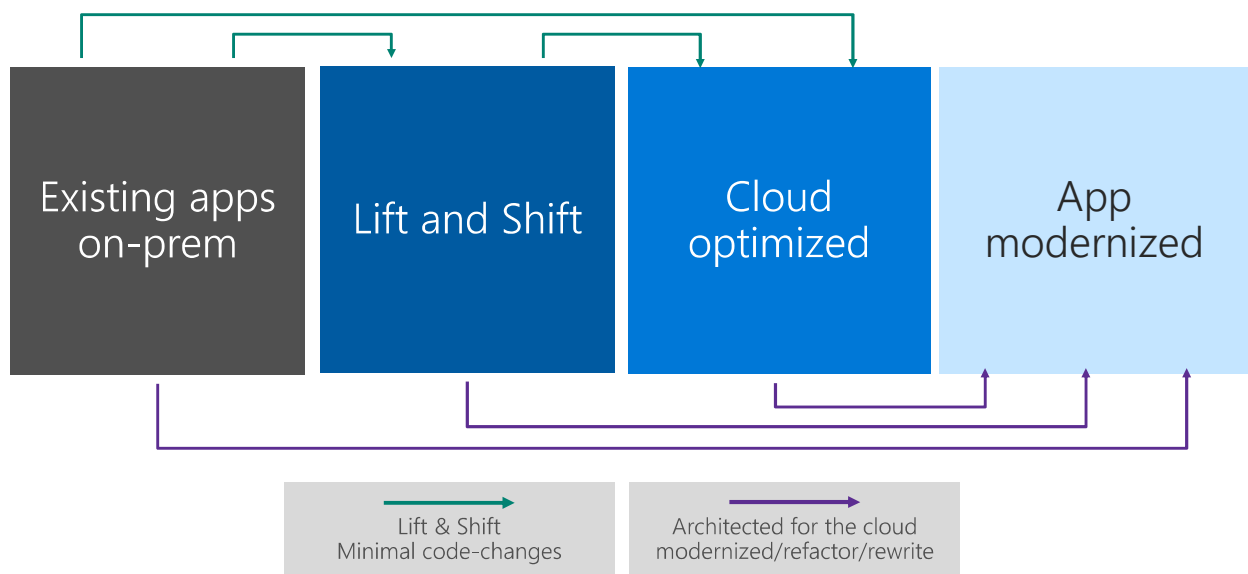 Existing apps
on-prem
Lift and Shift
Cloud
optimized
App
modernized
Lift & Shift
Minimal code-changes
Architected for the cloud
modernized/refactor/rewrite